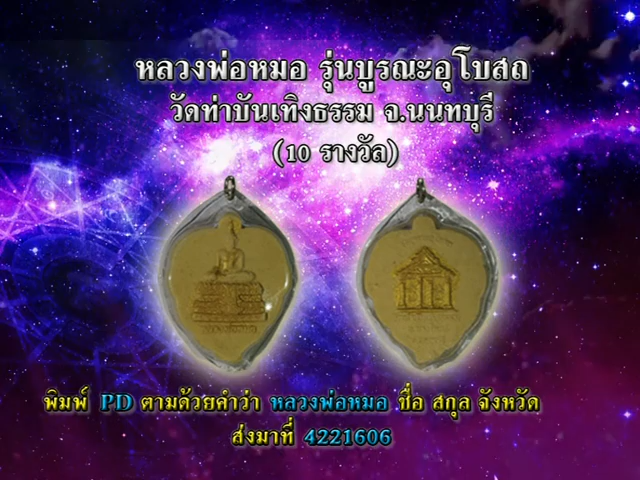 หลวงพ่อหมอ รุ่นบูรณะอุโบสถ
วัดท่าบันเทิงธรรม จ.นนทบุรี
(10 รางวัล)
พิมพ์ PD ตามด้วยคำว่า หลวงพ่อหมอ ชื่อ สกุล จังหวัด
ส่งมาที่ 4221606